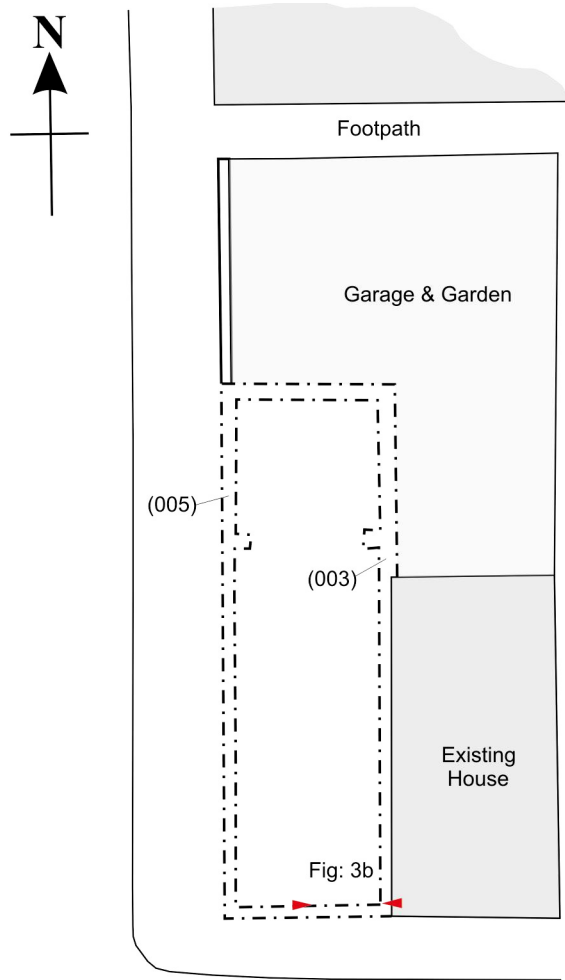 N
Footpath
Garage & Garden
(005)
(003)
Existing
House
Fig: 3b